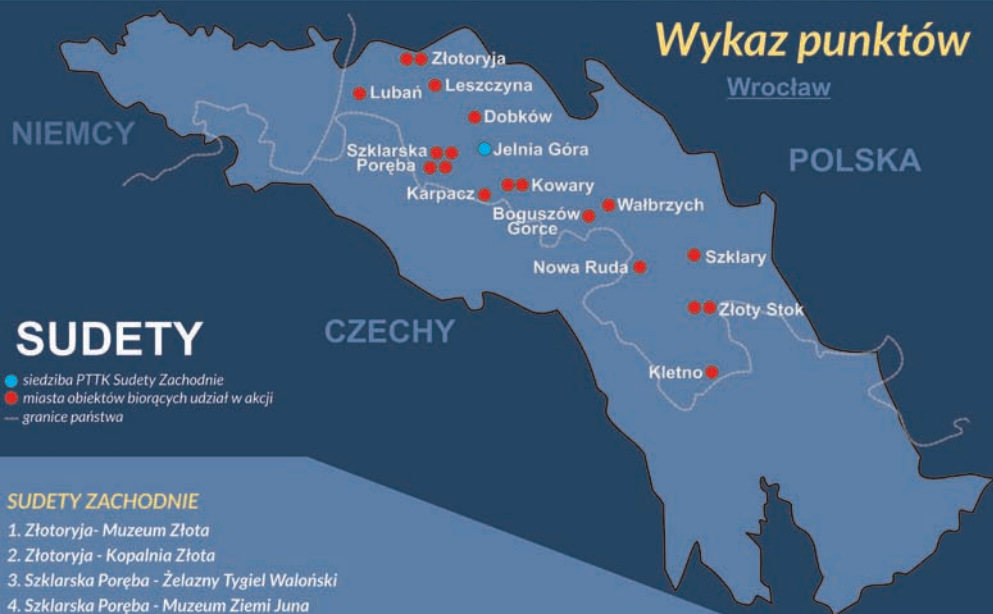 Wykaz punktów
Wrocław
NIEMCY
POLSKA
CZECHY
Złotoryja
Lubań
Leszczyna
Dobków
Szklarska
Poręba
Jelnia Góra
Karpacz
Kowary
Boguszów
Gorce
Wałbrzych
Nowa Ruda
Szklary
Złoty Stok
Kletno
SUDETY
siedziba PTTK Sudety Zachodnie
miasta obiektów biorących udział w akcji
granice państwa
SUDETY ZACHODNIE
1. Złotoryja- Muzeum Złota
2. Złotoryja - Kopalnia Złota
3. Szklarska Poręba - Żelazny Tygiel Waloński
4. Szklarska Poręba - Muzeum Ziemi Juna